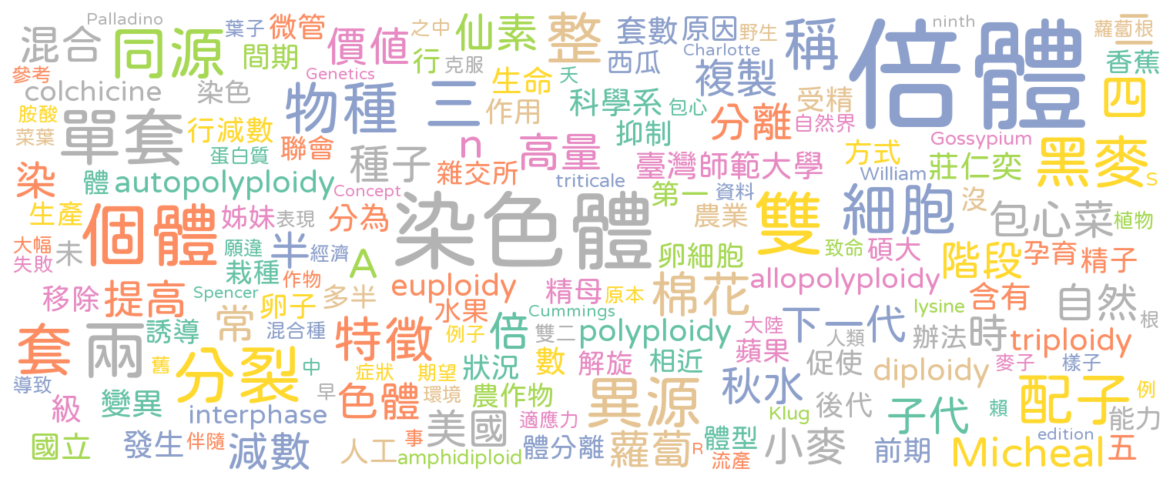 Palladino 葉子 微管 之中 ninth 野生 一
混合 同源 間期 價值 行 克服 仙素 整 套數 原因 稱 倍體 蘿蔔根
參考 Genetics 生命 夭 西瓜 Charlotte 複製 香蕉
colchicine 染色 物種 三 作用 科學系 包心 受精 四
胺酸 單套 行減數 n 抑制 分離 自然界 Gossypium 黑麥
菜葉 蛋白質 聯會 種子 高量 臺灣師範大學 方式 莊仁奕
染 體 autopolyploidy Concept 雜交所 triticale 第一 資料 William S
生產 個體 姊妹 表現 分為 染色體 農業 雙 細胞 沒 包心菜 植物
大幅 失敗 未 願違 經濟 半 A 卵細胞 致命 碩大 階段 孕育 精子
栽種 作物 euploidy allopolyploidy
移除 提高 Spencer 卵子 多半 水果 精母 原本 棉花 lysine 含有 自然 根
套 兩 誘導 常 混合種 特徵 例子 倍 Cummings 雙二 polyploidy 大陸 下一代 人類 辦法 時 triploidy
導致 舊 分裂 中 症狀 期望 狀況 數 解旋 相近 蘋果 促使 diploidy 麥子 樣子
級 變異 interphase 早 色體 環境 農作物 異源 秋水 Klug 後代 子代 賴 配子 例 能力
國立 發生 伴隨 減數 人工 事 美國 適應力 體分離 蘿蔔 R 體型 小麥 前期 edition 五
amphidiploid 流產 Micheal